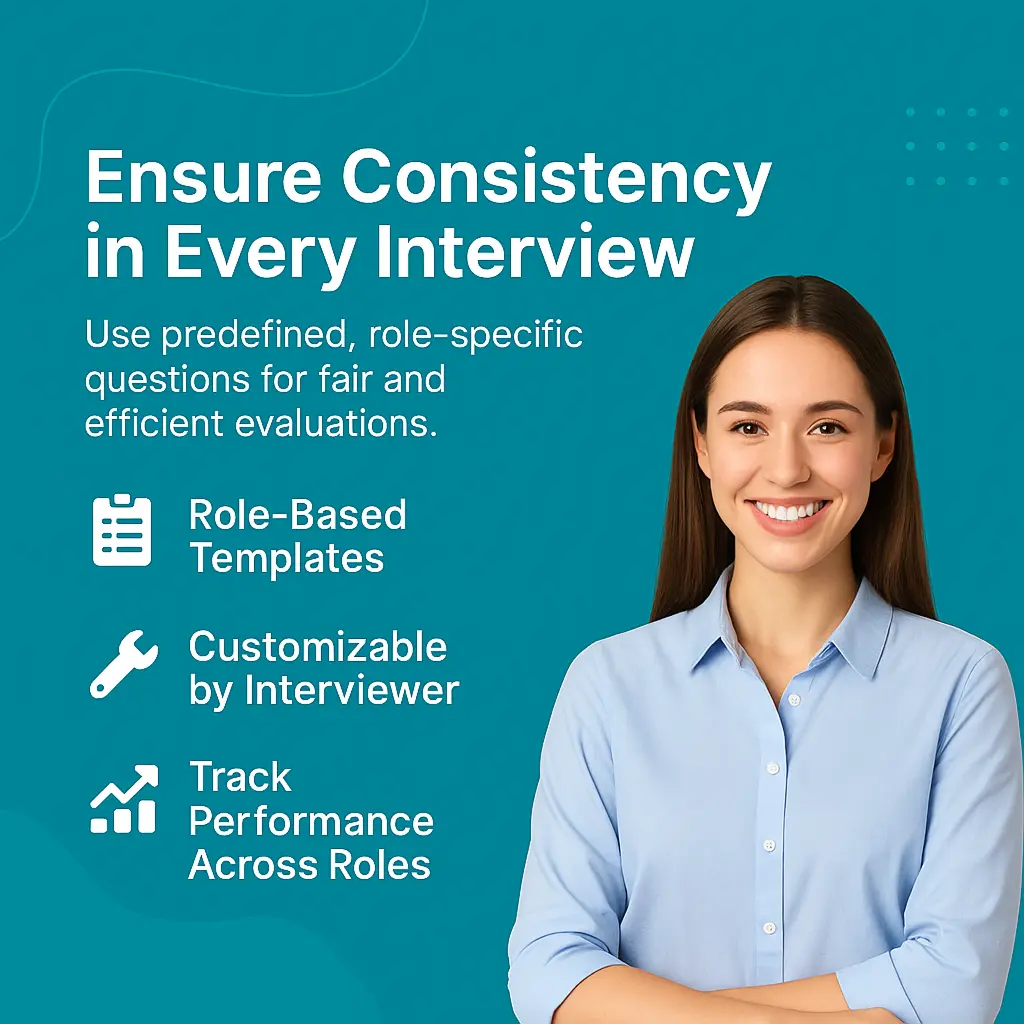 Ensure Consistency
in Every Interview
Use predefined, role-specific
questions for fair and
efficient evaluations.
Role-Based
Templates
Customizable
by Interviewer
Track
Performance
Across Roles